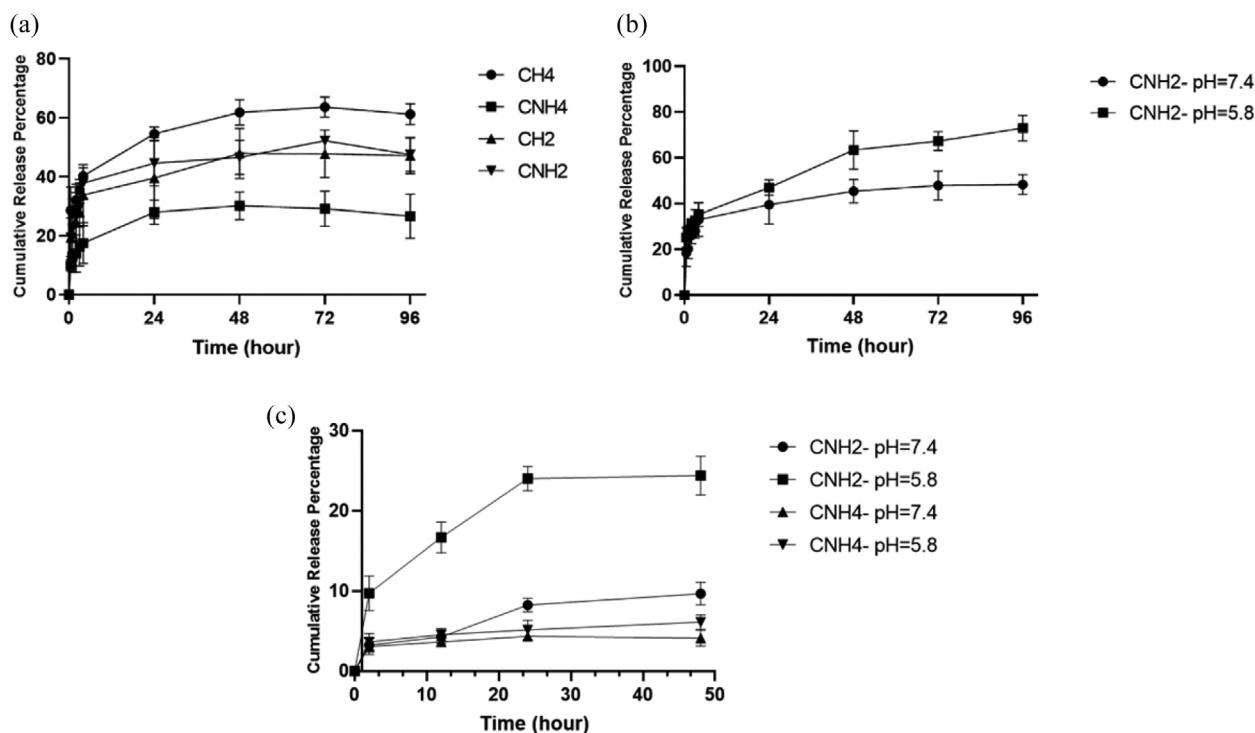 (a)
80
60
40
20
0
Cumulative Release Percentage
0 24 48 72 96
Time (hour)
CH4
CNH4
CH2
CNH2
(b)
100
80
60
40
20
0
Cumulative Release Percentage
0 24 48 72 96
Time (hour)
CNH2- pH=7.4
CNH2- pH=5.8
(c)
30
20
10
0
Cumulative Release Percentage
0 10 20 30 40 50
Time (hour)
CNH2- pH=7.4
CNH2- pH=5.8
CNH4- pH=7.4
CNH4- pH=5.8